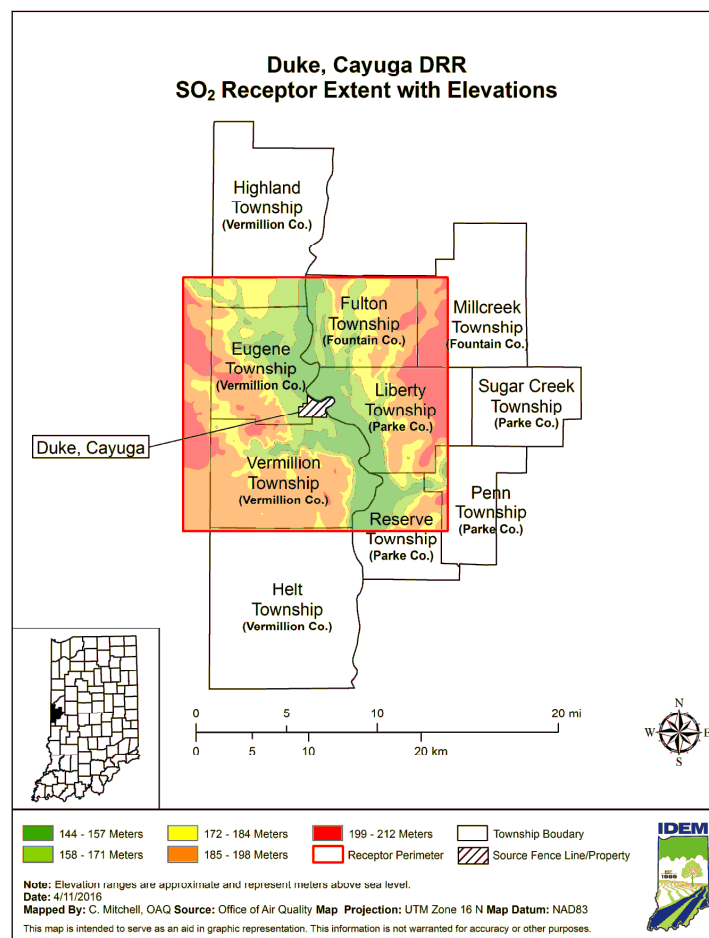 Duke, Cayuga DRR
SO₂ Receptor Extent with Elevations
Highland
Township
(Vermillion Co.)
Fulton
Township
(Fountain Co.)
Millcreek
Township
(Fountain Co.)
Eugene
Township
(Vermillion Co.)
Liberty
Township
(Parke Co.)
Sugar Creek
Township
(Parke Co.)
Duke, Cayuga
Vermillion
Township
(Vermillion Co.)
Penn
Township
(Parke Co.)
Reserve
Township
(Parke Co.)
Helt
Township
(Vermillion Co.)
0 5 10 20 mi
0 5 10 20 km
N
W E
S
144 - 157 Meters 172 - 184 Meters 199 - 212 Meters Township Boudary
158 - 171 Meters 185 - 198 Meters Receptor Perimeter Source Fence Line/Property
IDEM
EST.
1986
Note: Elevation ranges are approximate and represent meters above sea level.
Date: 4/11/2016
Mapped By: C. Mitchell, OAQ Source: Office of Air Quality Map Projection: UTM Zone 16 N Map Datum: NAD83
This map is intended to serve as an aid in graphic representation. This information is not warranted for accuracy or other purposes.